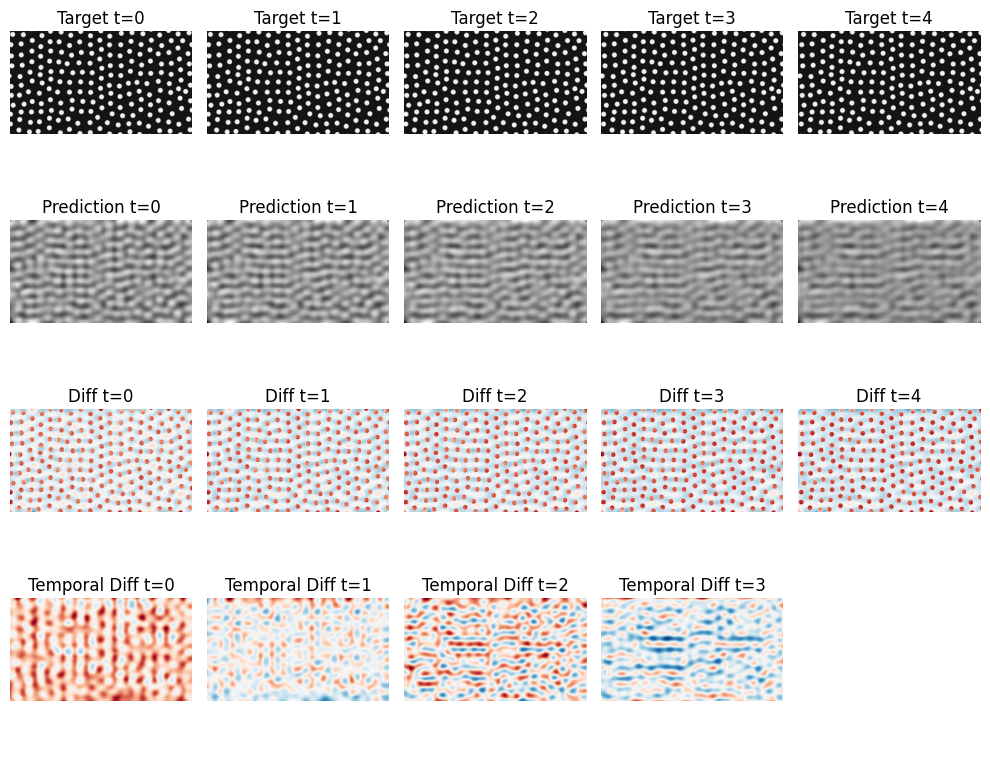 Target t=0 Target t=1 Target t=2 Target t=3 Target t=4
Prediction t=0 Prediction t=1 Prediction t=2 Prediction t=3 Prediction t=4
Diff t=0 Diff t=1 Diff t=2 Diff t=3 Diff t=4
Temporal Diff t=0 Temporal Diff t=1 Temporal Diff t=2 Temporal Diff t=3